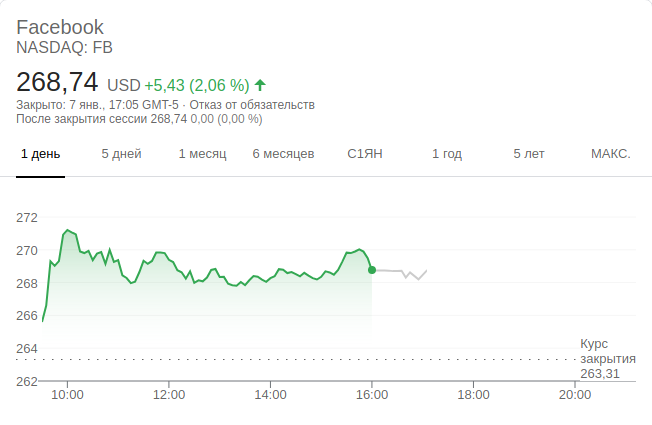 Facebook
NASDAQ: FB
268,74 USD +5,43 (2,06 %)
Закрыто: 7 янв., 17:05 GMT-5 · Отказ от обязательств
После закрытия сессии 268,74 0,00 (0,00 %)
1 день 5 дней 1 месяц 6 месяцев С1ЯН 1 год 5 лет МАКС.
272
270
268
266
264
262
Курс
закрытия
263,31
10:00 12:00 14:00 16:00 18:00 20:00